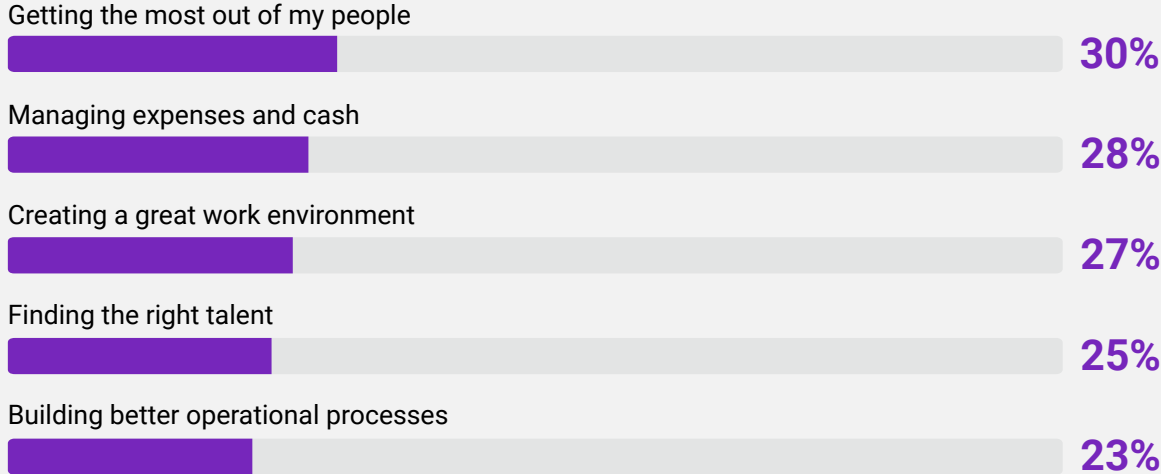 Getting the most out of my people
30%
Managing expenses and cash
28%
Creating a great work environment
27%
Finding the right talent
25%
Building better operational processes
23%